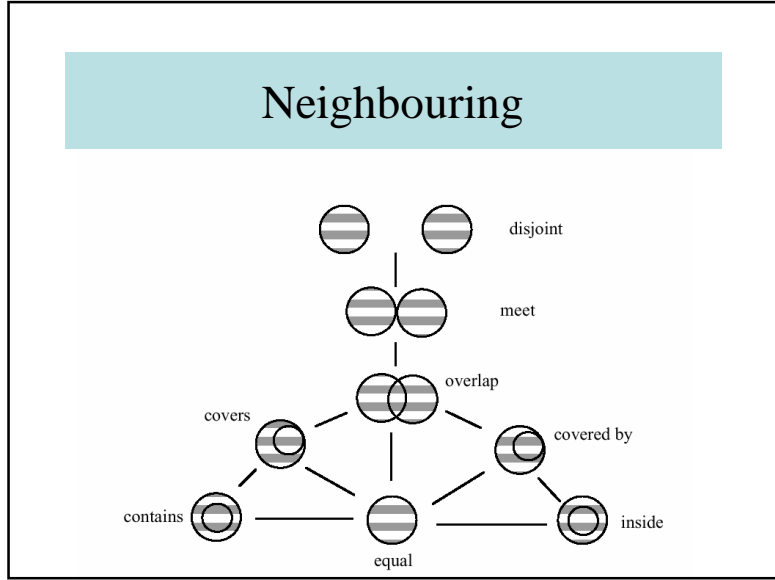 Neighbouring
disjoint
meet
overlap
covers
covered by
contains
inside
equal